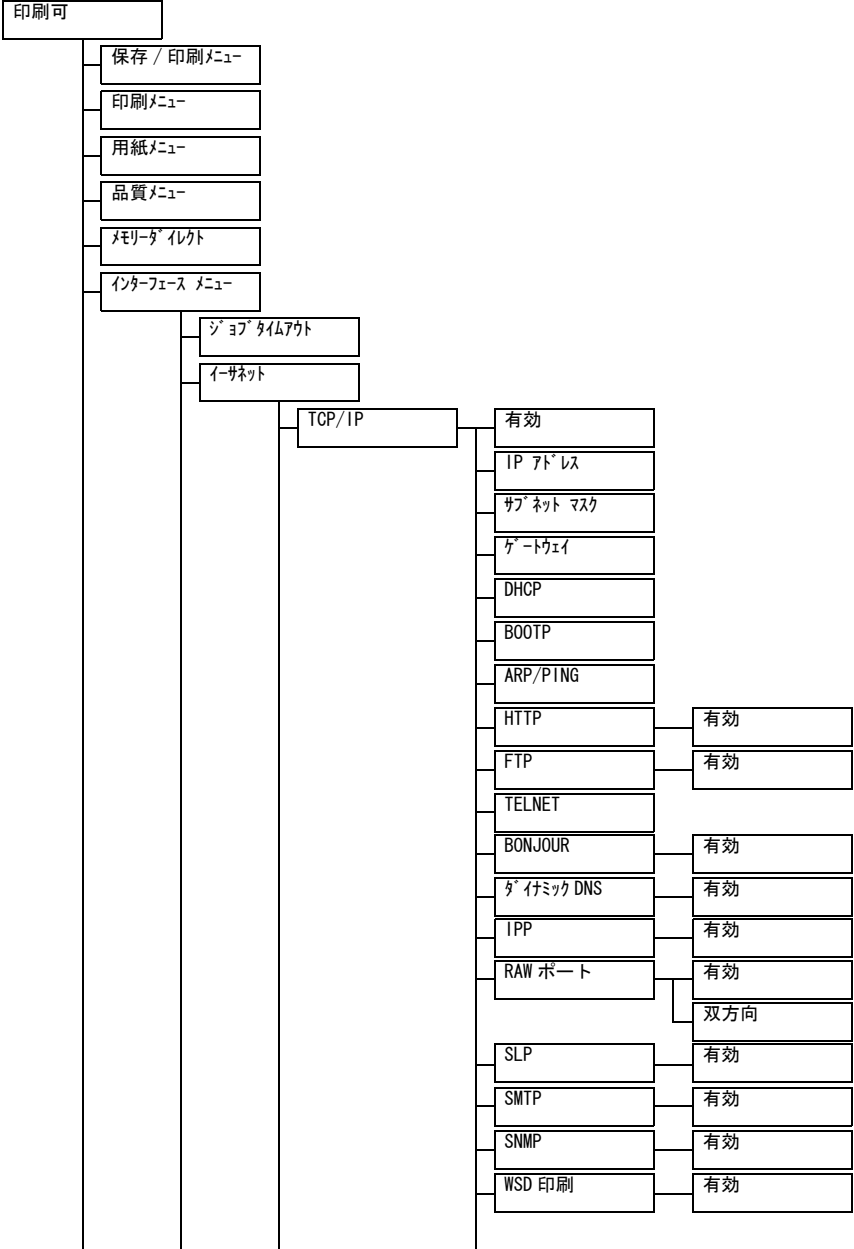 印刷可
保存 / 印刷ﾒﾆｭｰ
印刷ﾒﾆｭｰ
用紙ﾒﾆｭｰ
品質ﾒﾆｭｰ
ﾒﾓﾘｰﾀﾞｲﾚｸﾄ
ｲﾝﾀｰﾌｪｰｽ ﾒﾆｭｰ
ｼﾞｮﾌﾞﾀｲﾑｱｳﾄ
ｲｰｻﾈｯﾄ
TCP/IP 有効
IP ｱﾄﾞﾚｽ
ｻﾌﾞﾈｯﾄ ﾏｽｸ
ｹﾞｰﾄｳｪｲ
DHCP
BOOTP
ARP/PING
HTTP 有効
FTP 有効
TELNET
BONJOUR 有効
ﾀﾞｲﾅﾐｯｸ DNS 有効
IPP 有効
RAW ポート 有効
双方向
SLP 有効
SMTP 有効
SNMP 有効
WSD 印刷 有効